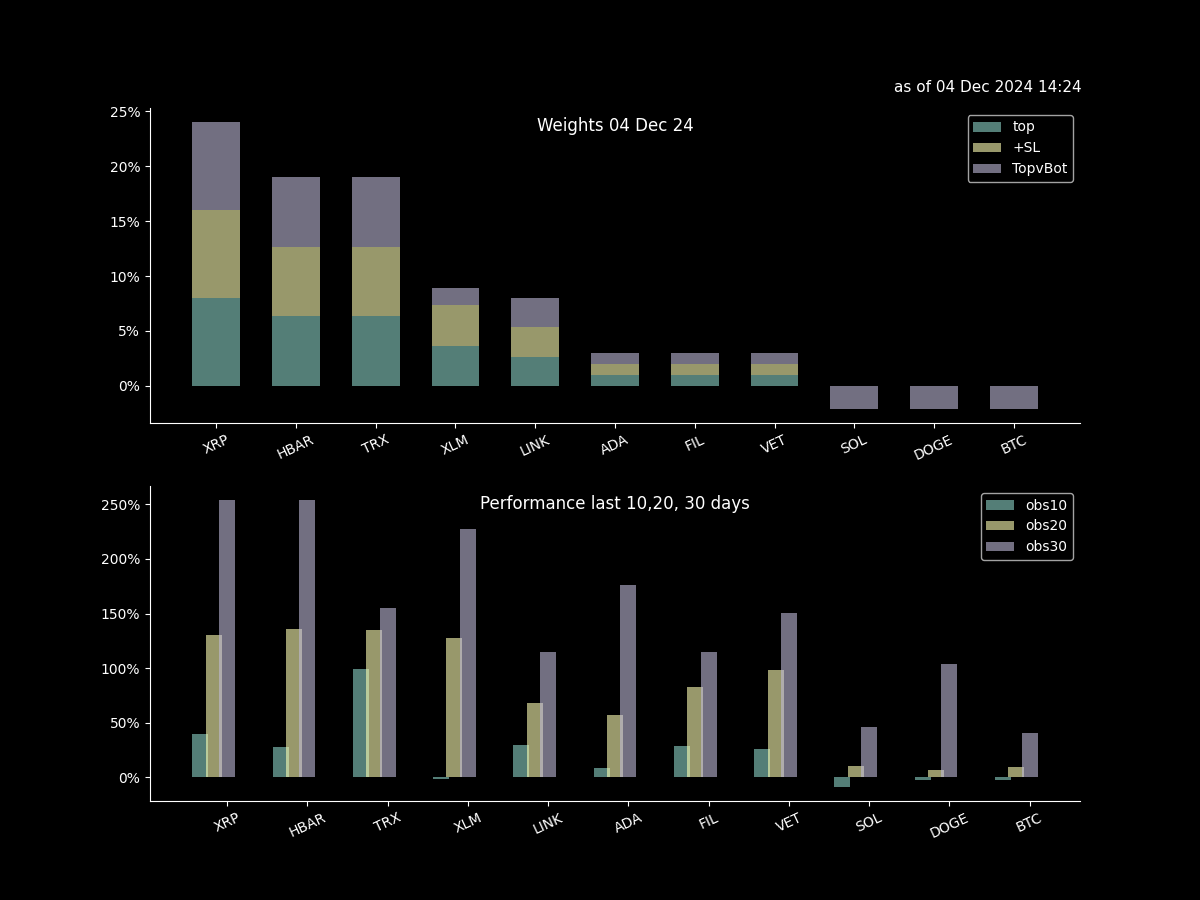 as of 04 Dec 2024 14:24
Weights 04 Dec 24
top
+SL
TopvBot
25%
20%
15%
10%
5%
0%
XRP HBAR TRX XLM LINK ADA FIL VET SOL DOGE BTC
Performance last 10,20, 30 days
obs10
obs20
obs30
250%
200%
150%
100%
50%
0%
XRP HBAR TRX XLM LINK ADA FIL VET SOL DOGE BTC